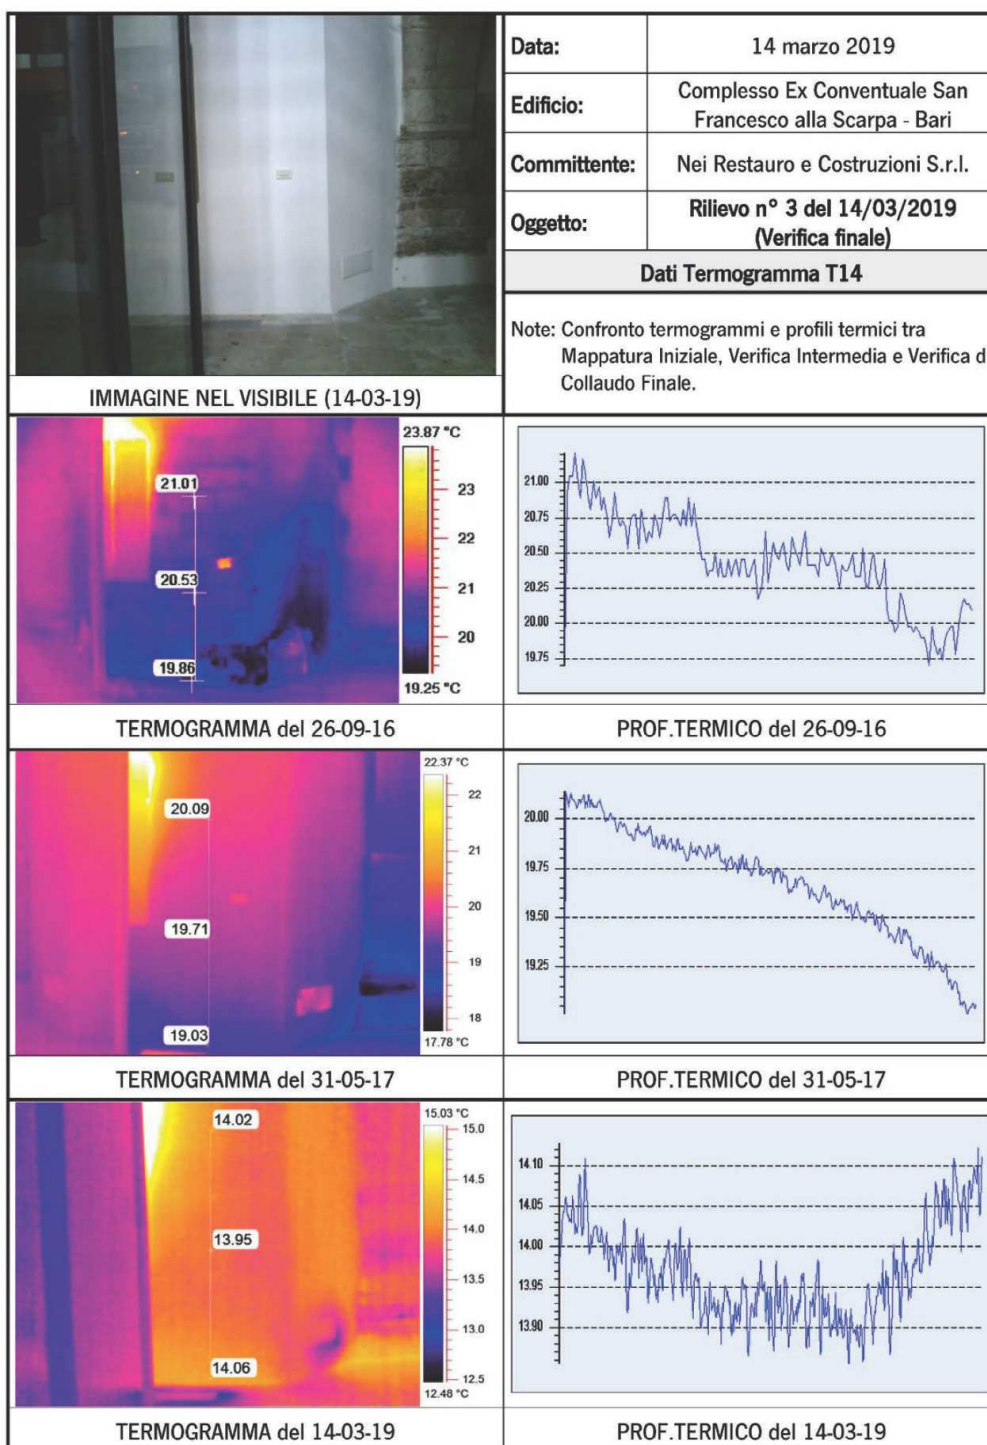 Data:
14 marzo 2019
Edificio:
Complesso Ex Conventuale San
Francesco alla Scarpa - Bari
Committente:
Nei Restauro e Costruzioni S.r.l.
Oggetto:
Rilievo n° 3 del 14/03/2019
(Verifica finale)
Dati Termogramma T14
Note: Confronto termogrammi e profili termici tra
Mappatura Iniziale, Verifica Intermedia e Verifica d
Collaudo Finale.
IMMAGINE NEL VISIBILE (14-03-19)
23.87 °C
23
22
21
20
19.25 °C
21.01
20.53
19.86
21.00
20.75
20.50
20.25
20.00
19.75
TERMOGRAMMA del 26-09-16
PROF.TERMICO del 26-09-16
22.37 °C
22
21
20
19
18
17.78 °C
20.09
19.71
19.03
20.00
19.75
19.50
19.25
TERMOGRAMMA del 31-05-17
PROF.TERMICO del 31-05-17
15.03 °C
15.0
14.5
14.0
13.5
13.0
12.5
12.48 °C
14.02
13.95
14.06
14.10
14.05
14.00
13.95
13.90
TERMOGRAMMA del 14-03-19
PROF.TERMICO del 14-03-19